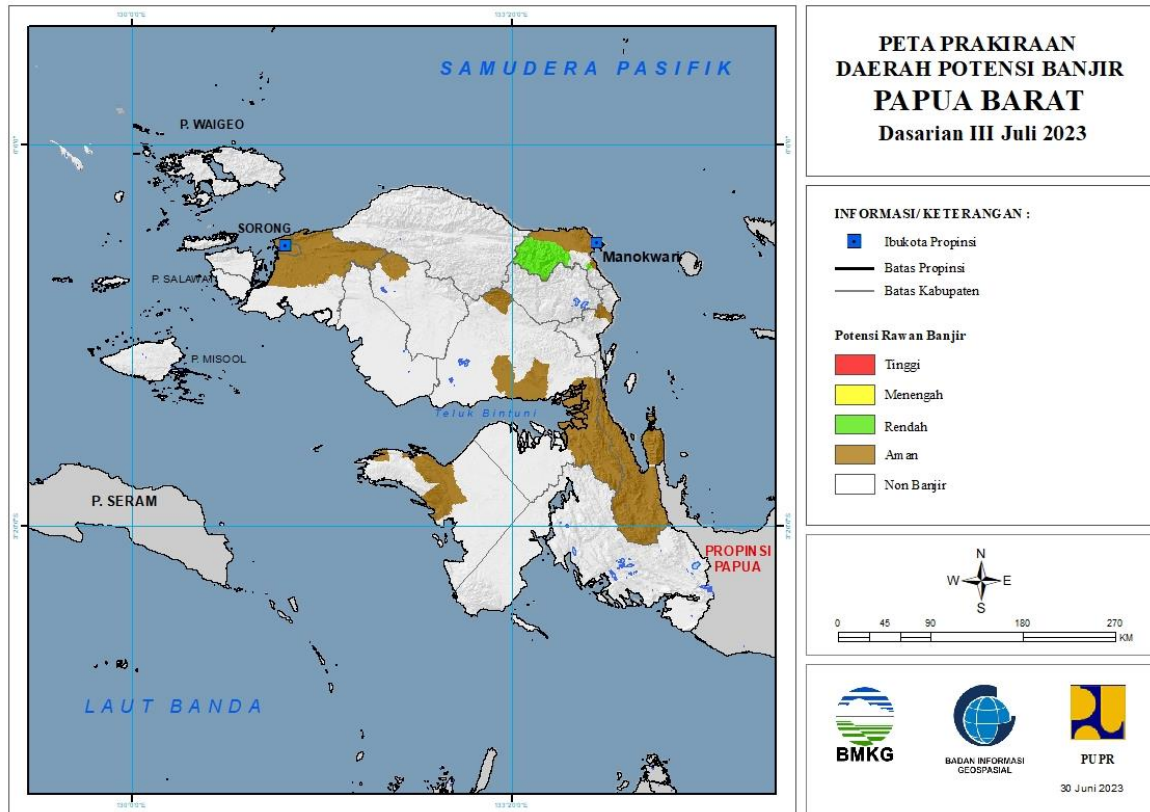 PETA PRAKIRAAN
DAERAH POTENSI BANJIR
PAPUA BARAT
Dasarian III Juli 2023
SAMUDERA PASIFIK
P. WAIGEO
SORONG
Manokwari
P. SALAWATI
P. MISOOL
Teluk Bintuni
P. SERAM
PROPINSI
PAPUA
LAUT BANDA
INFORMASI/KETERANGAN :
Ibukota Propinsi
Batas Propinsi
Batas Kabupaten
Potensi Rawan Banjir
Tinggi
Menengah
Rendah
Aman
Non Banjir
N
W E
S
0 45 90 180 270
KM
BMKG
BADAN INFORMASI
GEOSPASIAL
PUPR
30 Juni 2023